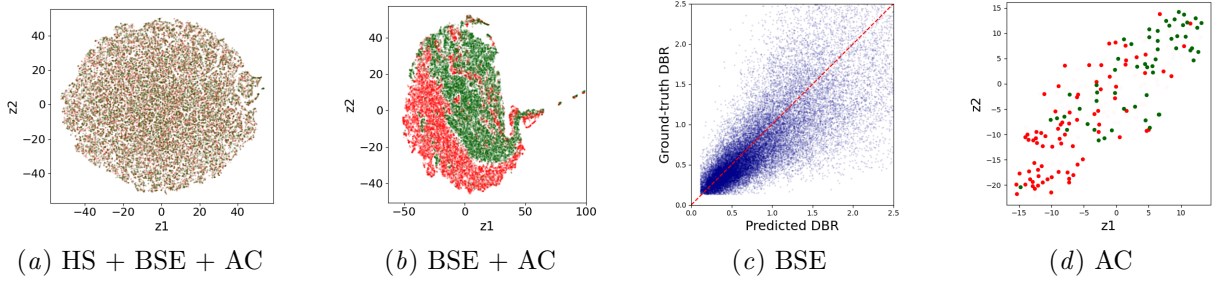 40
20
0
−20
−40
z2
−40 −20 0 20 40
z1
(a) HS + BSE + AC
40
20
0
−20
−40
z2
−50 0 50 100
z1
(b) BSE + AC
2.5
2.0
1.5
1.0
0.5
0.0
Ground-truth DBR
0.0 0.5 1.0 1.5 2.0 2.5
Predicted DBR
(c) BSE
15
10
5
0
−5
−10
−15
−20
z2
−15 −10 −5 0 5 10
z1
(d) AC